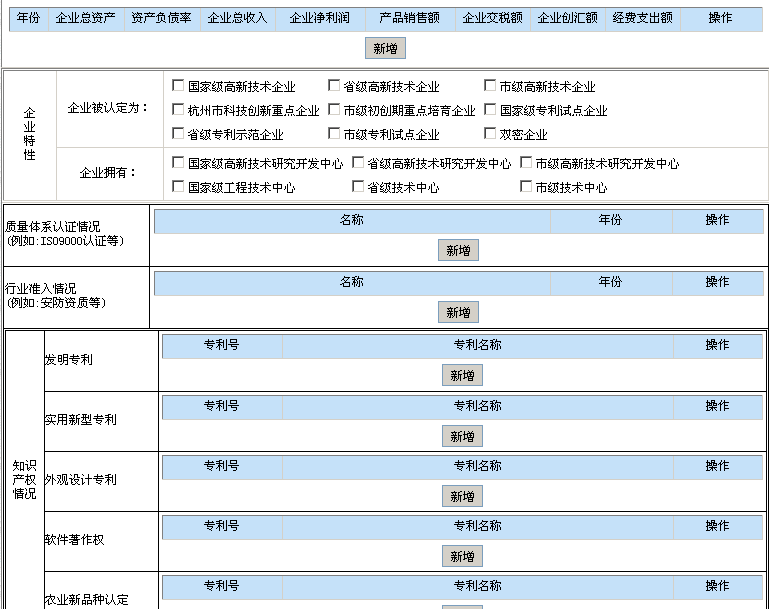 年份 企业总资产 资产负债率 企业总收入 企业净利润 产品销售额 企业交税额 企业创汇额 经费支出额 操作
新增
企业特性
企业被认定为：
国家级高新技术企业 省级高新技术企业 市级高新技术企业
杭州市科技创新重点企业 市级初创期重点培育企业 国家级专利试点企业
省级专利示范企业 市级专利试点企业 双密企业
企业拥有：
国家级高新技术研究开发中心 省级高新技术研究开发中心 市级高新技术研究开发中心
国家级工程技术中心 省级技术中心 市级技术中心
质量体系认证情况
(例如:ISO9000认证等)
名称 年份 操作
新增
行业准入情况
(例如:安防资质等)
名称 年份 操作
新增
知识
产权
情况
发明专利
专利号 专利名称 操作
新增
实用新型专利
专利号 专利名称 操作
新增
外观设计专利
专利号 专利名称 操作
新增
软件著作权
专利号 专利名称 操作
新增
农业新品种认定
专利号 专利名称 操作